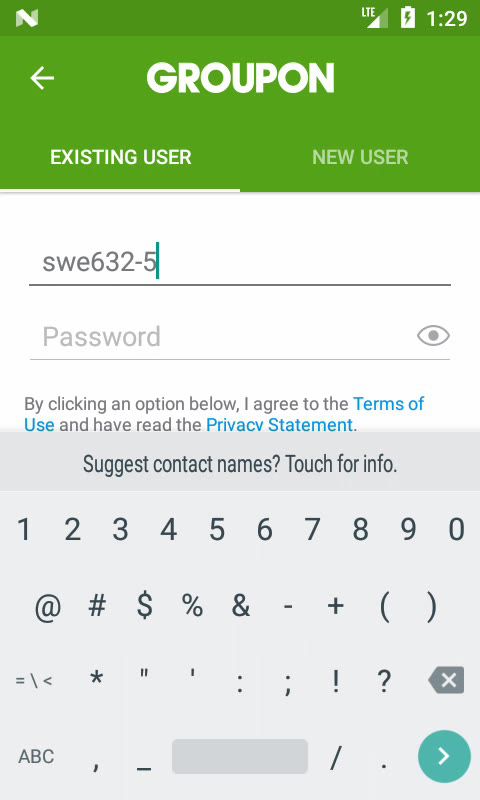 LTE 1:29
GROUPON
EXISTING USER NEW USER
swe632-5
Password
By clicking an option below, I agree to the Terms of
Use and have read the Privacy Statement.
Suggest contact names? Touch for info.
1 2 3 4 5 6 7 8 9 0
@ # $ % & - + ( )
= \ < * " ' : ; ! ?
ABC , _ / .